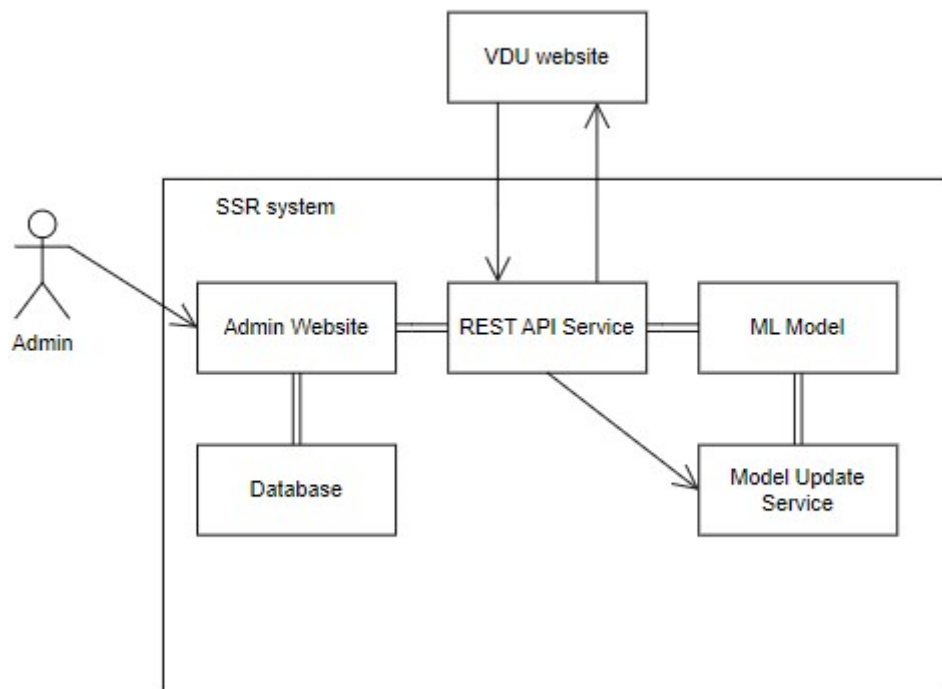 VDU website
SSR system
Admin
Admin Website
REST API Service
ML Model
Database
Model Update
Service